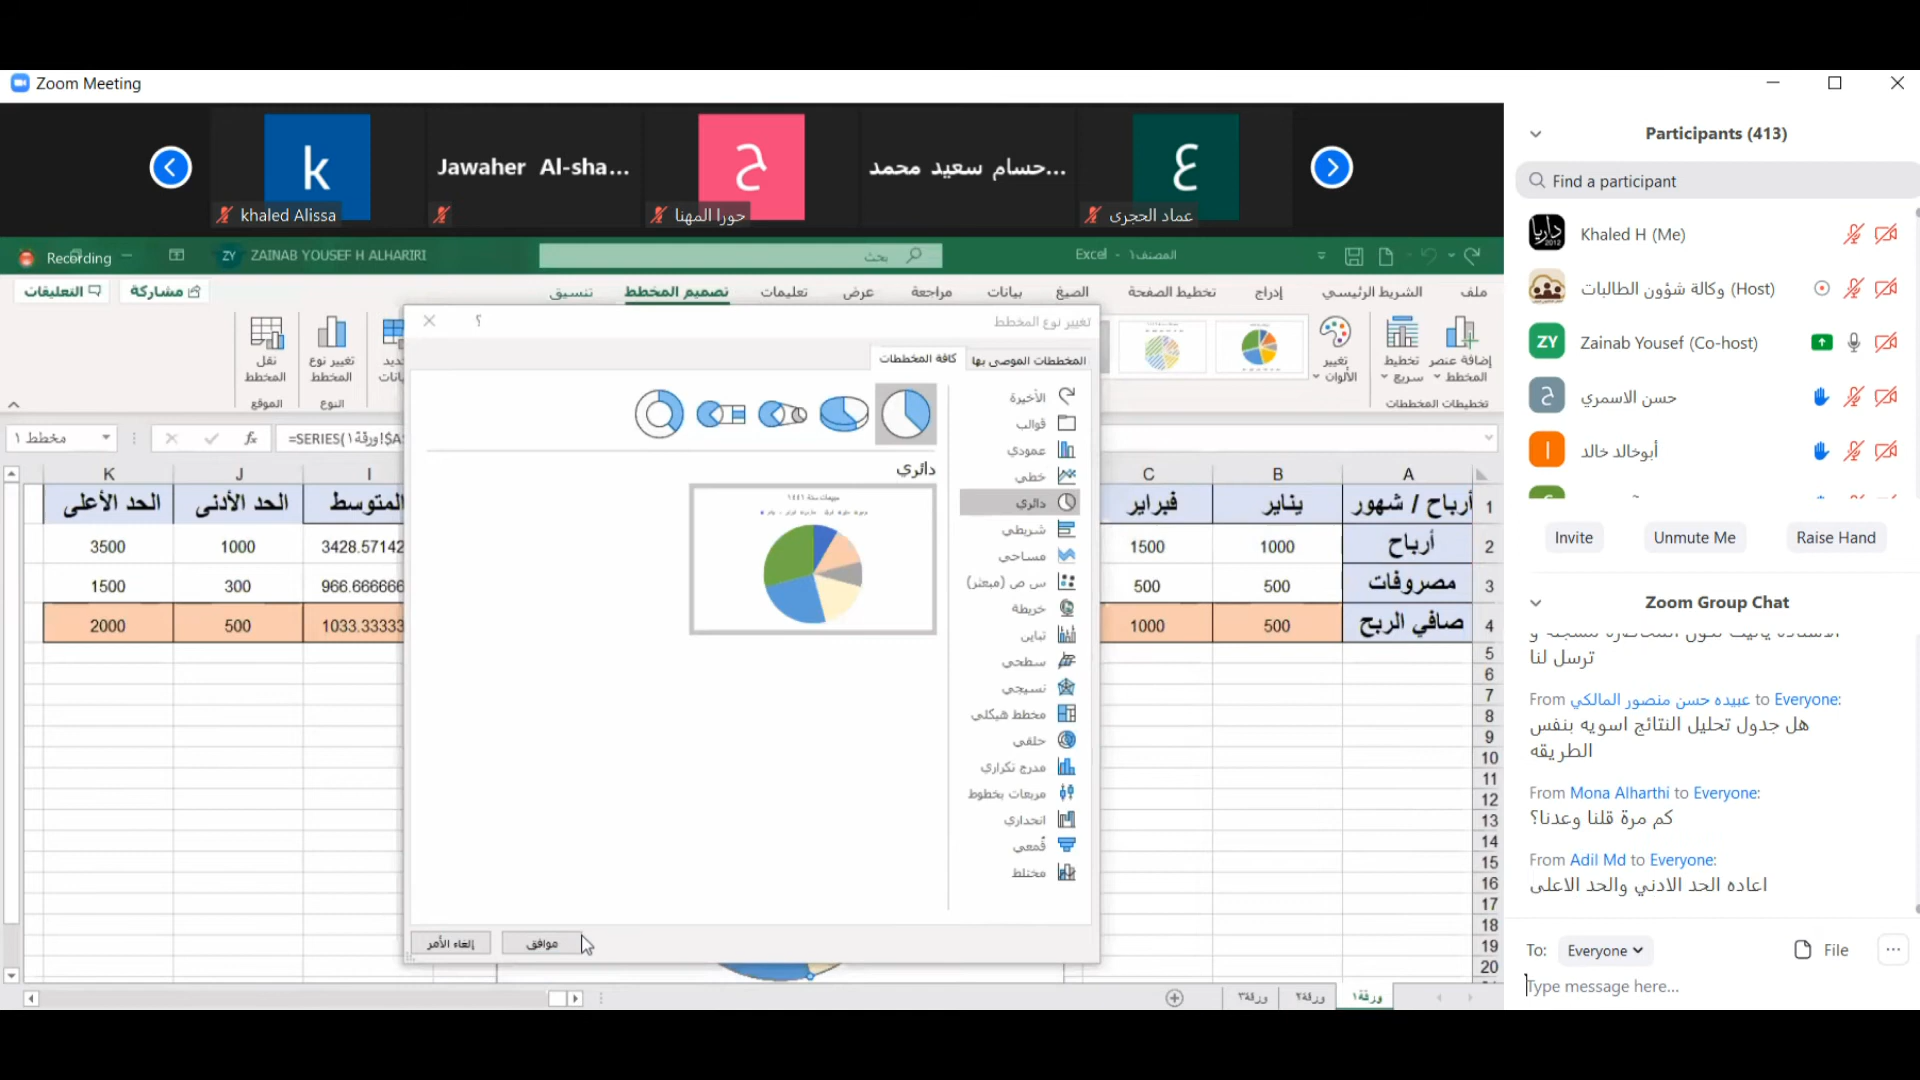 Zoom Meeting
k
khaled Alissa
Jawaher Al-sha...
ح
حورا المهنا
حسام سعيد محمد...
ع
عماد الحجري
Recording
ZY
ZAINAB YOUSEF H ALHARIRI
بحث
المصنف١ - Excel
ملف
الشريط الرئيسي
إدراج
تخطيط الصفحة
الصيغ
بيانات
مراجعة
عرض
تعليمات
تصميم المخطط
تنسيق
مشاركة
التعليقات
إضافة عنصر المخطط
تخطيط سريع
تغيير الألوان
تخطيطات المخططات
تغيير نوع المخطط
النوع
نقل المخطط
الموقع
مخطط ١
fx
=SERIES(ورقة١!$A
تغيير نوع المخطط
؟
المخططات الموصى بها
كافة المخططات
الأخيرة
قوالب
عمودي
خطي
دائري
شريطي
مساحي
س ص (مبعثر)
خريطة
تباين
سطحي
نسيجي
مخطط هيكلي
حلقي
مدرج تكراري
مربعات بخطوط
انحداري
قُمعي
مختلط
دائري
موافق
إلغاء الأمر
A B C I J K
أرباح / شهور يناير فبراير المتوسط الحد الأدنى الحد الأعلى
أرباح 1000 1500 3428.57142 1000 3500
مصروفات 500 500 966.666666 300 1500
صافي الربح 500 1000 1033.33333 500 2000
1
2
3
4
5
6
7
8
9
10
11
12
13
14
15
16
17
18
19
20
ورقة١
ورقة٢
ورقة٣
Participants (413)
Find a participant
Khaled H (Me)
وكالة شؤون الطالبات (Host)
ZY
Zainab Yousef (Co-host)
ح
حسن الاسمري
أ
أبوخالد خالد
Invite
Unmute Me
Raise Hand
Zoom Group Chat
ترسل لنا
From عبيده حسن منصور المالكي to Everyone:
هل جدول تحليل النتائج اسويه بنفس
الطريقه
From Mona Alharthi to Everyone:
كم مرة قلنا وعدنا؟
From Adil Md to Everyone:
اعاده الحد الادني والحد الاعلى
To: Everyone
File
Type message here...